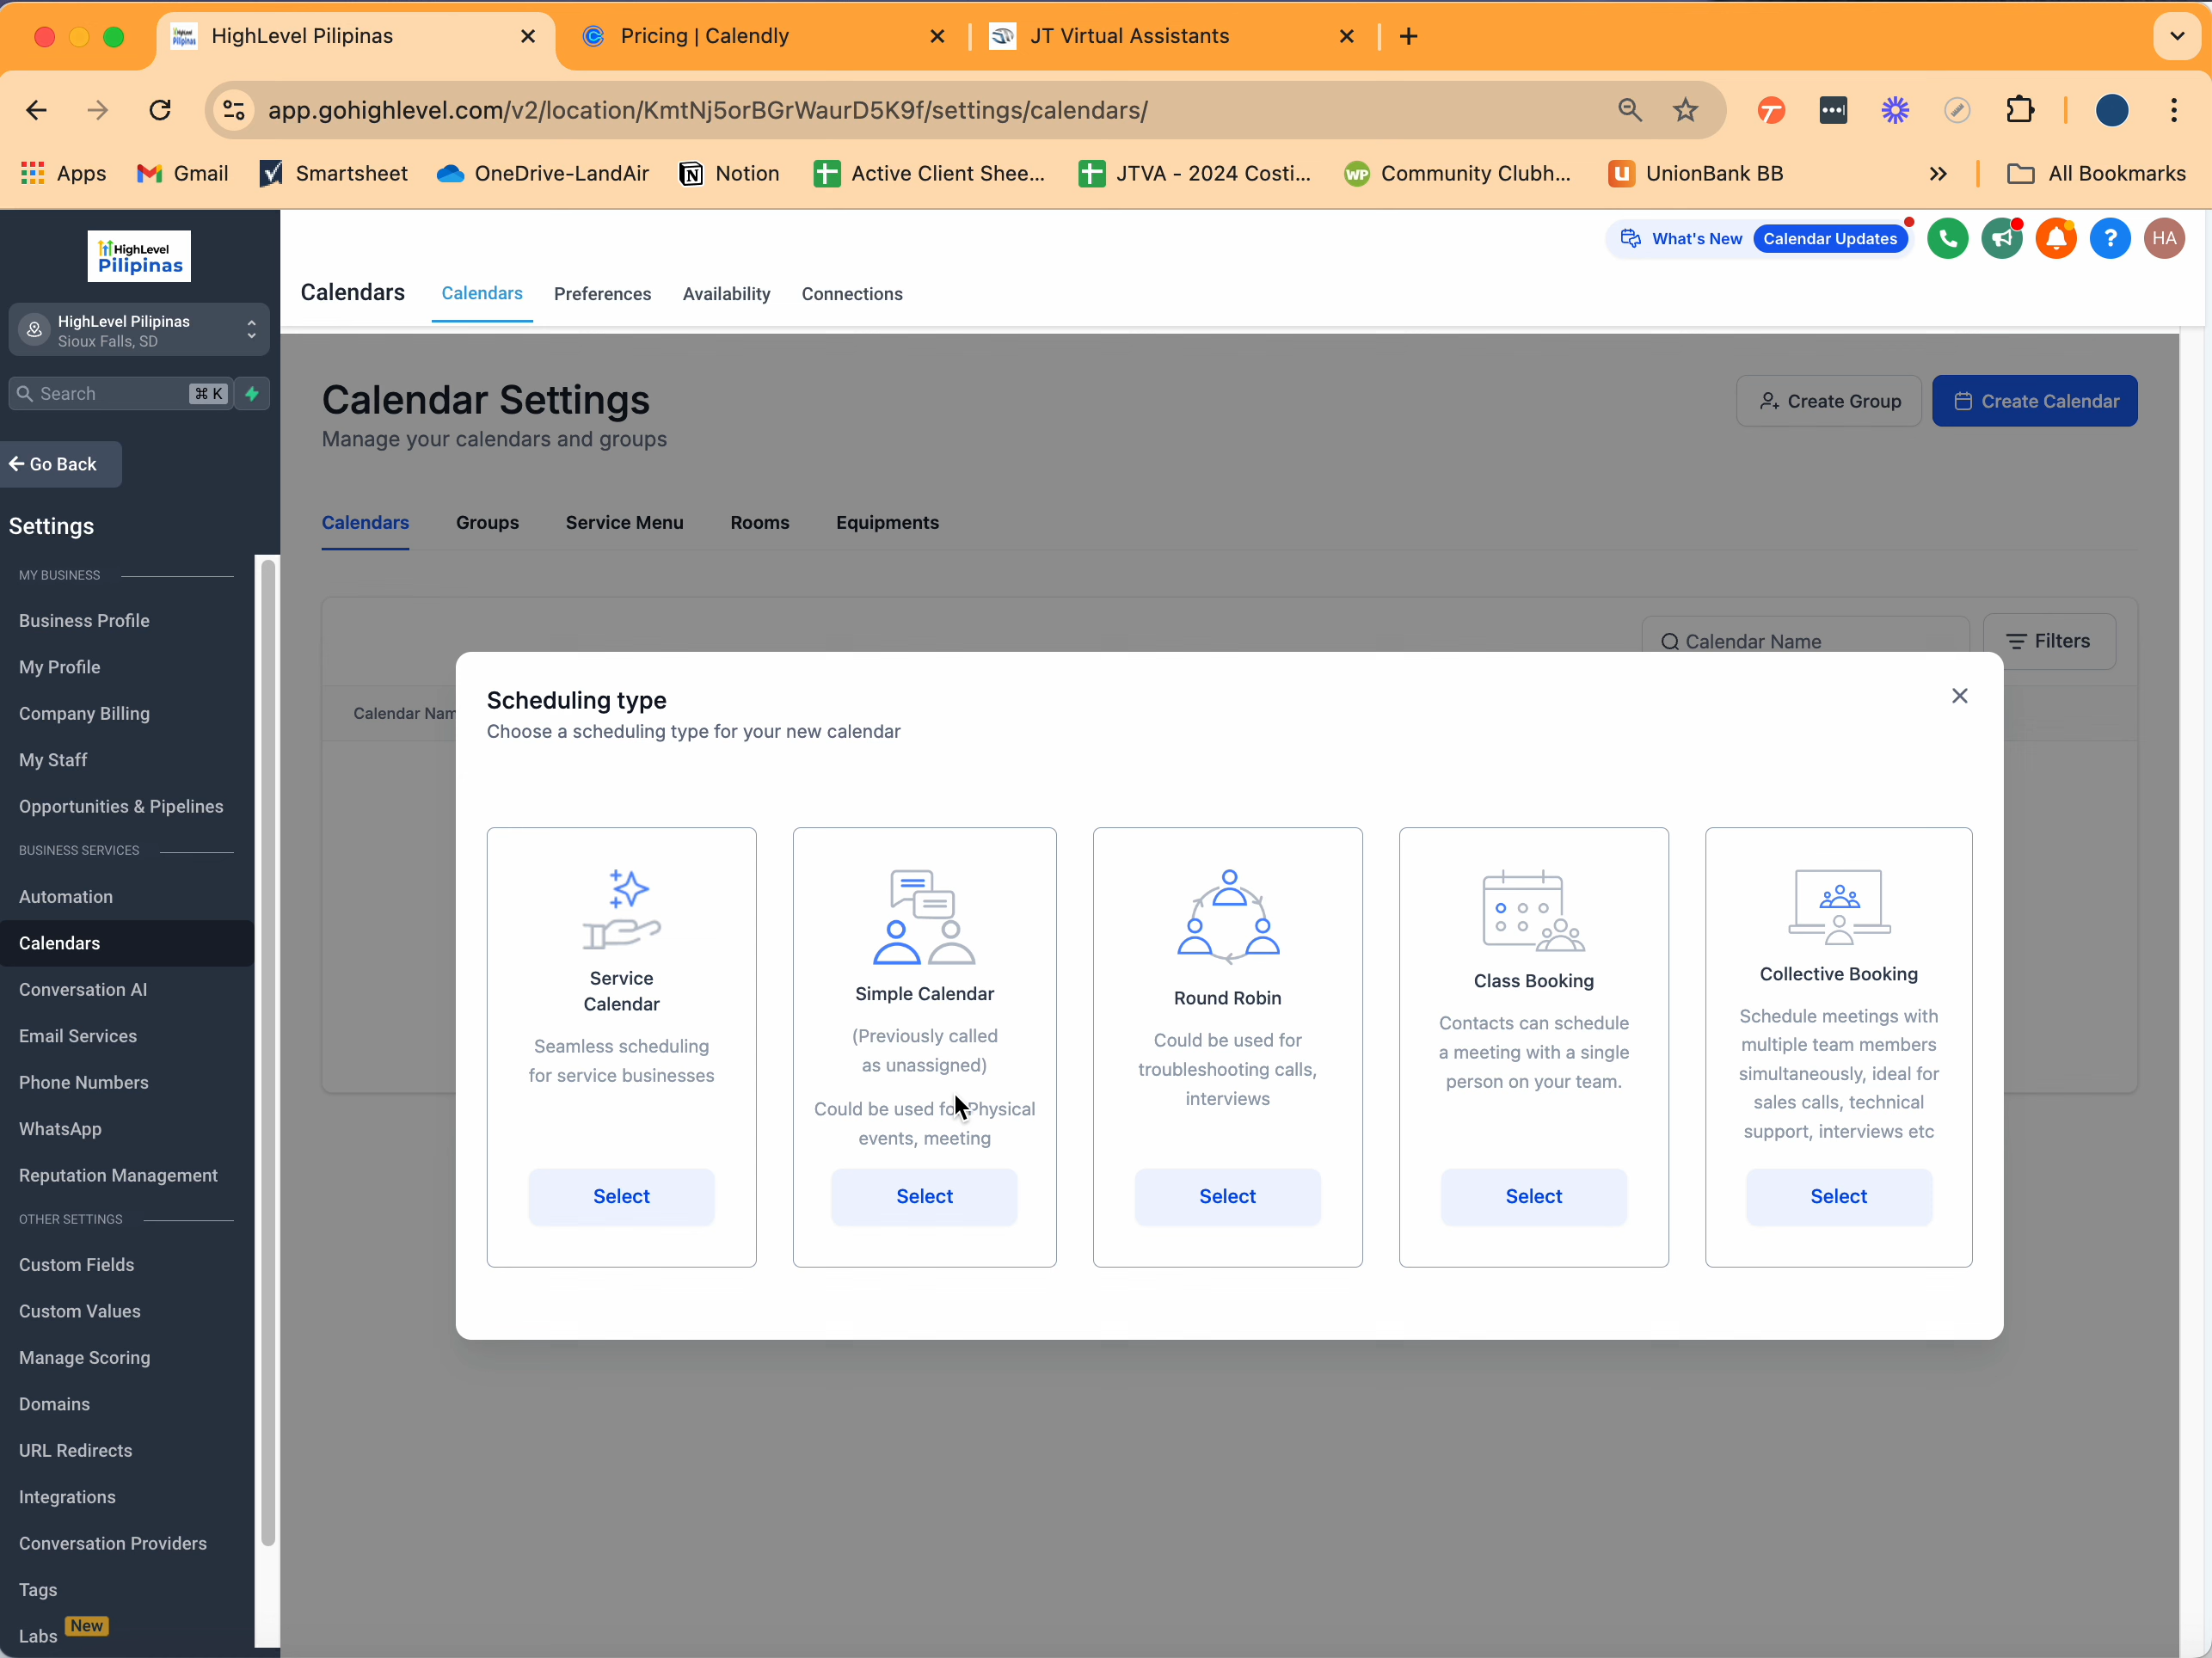 HighLevel Pilipinas
Pricing | Calendly
JT Virtual Assistants
app.gohighlevel.com/v2/location/KmtNj5orBGrWaurD5K9f/settings/calendars/
Apps
Gmail
Smartsheet
OneDrive-LandAir
Notion
Active Client Shee...
JTVA - 2024 Costi...
Community Clubh...
UnionBank BB
All Bookmarks
HighLevel
Pilipinas
What's New
Calendar Updates
HA
HighLevel Pilipinas
Sioux Falls, SD
Calendars
Calendars
Preferences
Availability
Connections
Search
⌘ K
Go Back
Settings
MY BUSINESS
Business Profile
My Profile
Company Billing
My Staff
Opportunities & Pipelines
BUSINESS SERVICES
Automation
Calendars
Conversation AI
Email Services
Phone Numbers
WhatsApp
Reputation Management
OTHER SETTINGS
Custom Fields
Custom Values
Manage Scoring
Domains
URL Redirects
Integrations
Conversation Providers
Tags
Labs
New
Calendar Settings
Manage your calendars and groups
Create Group
Create Calendar
Calendars
Groups
Service Menu
Rooms
Equipments
Calendar Name
Filters
Calendar Nam
Scheduling type
Choose a scheduling type for your new calendar
Service
Calendar
Seamless scheduling
for service businesses
Select
Simple Calendar
(Previously called
as unassigned)
Could be used for Physical
events, meeting
Select
Round Robin
Could be used for
troubleshooting calls,
interviews
Select
Class Booking
Contacts can schedule
a meeting with a single
person on your team.
Select
Collective Booking
Schedule meetings with
multiple team members
simultaneously, ideal for
sales calls, technical
support, interviews etc
Select